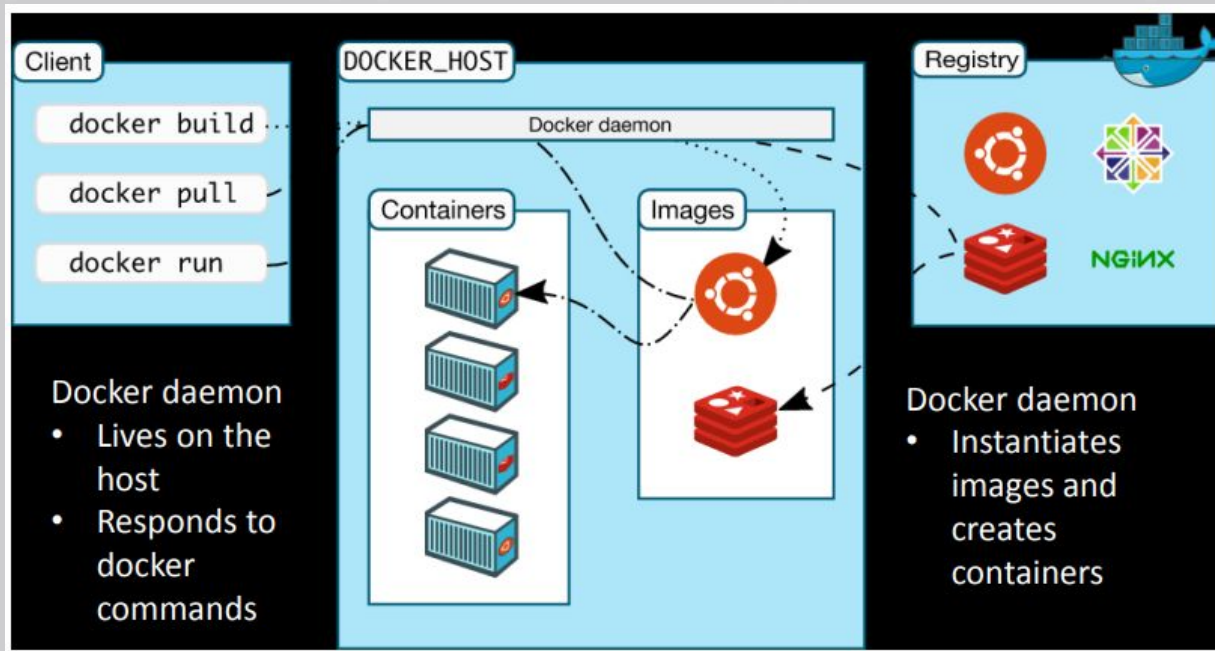 Client
docker build
docker pull
docker run
DOCKER_HOST
Docker daemon
Containers
Images
Registry
NGINX
Docker daemon
• Lives on the
host
• Responds to
docker
commands
Docker daemon
• Instantiates
images and
creates
containers